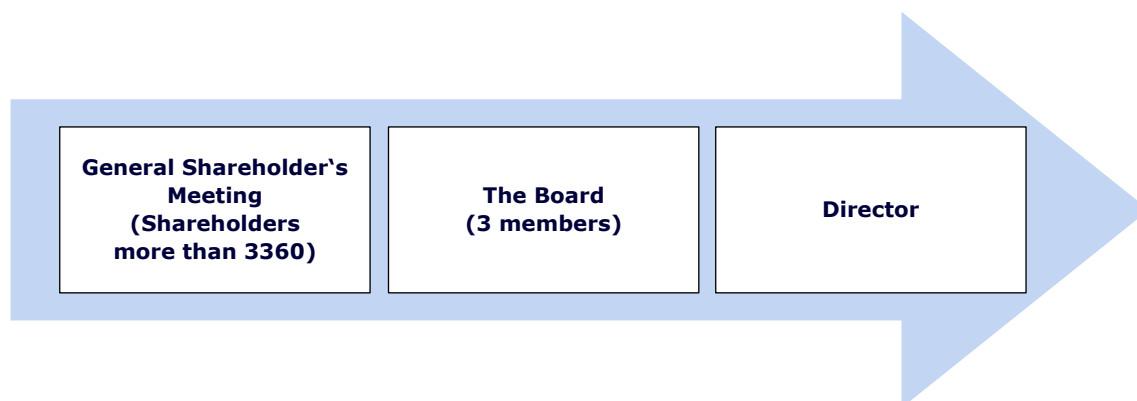 General Shareholder‘s
Meeting
(Shareholders
more than 3360)
The Board
(3 members)
Director